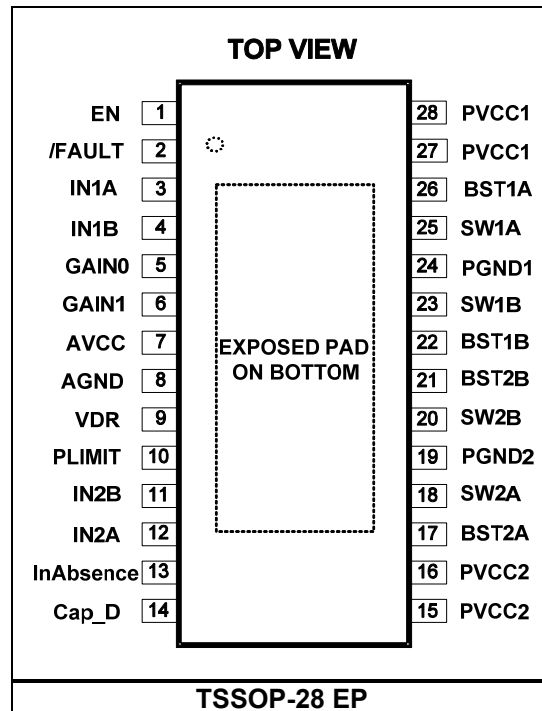 TOP VIEW
EN 1 28 PVCC1
/FAULT 2 27 PVCC1
IN1A 3 26 BST1A
IN1B 4 25 SW1A
GAIN0 5 24 PGND1
GAIN1 6 23 SW1B
AVCC 7 22 BST1B
AGND 8 21 BST2B
VDR 9 20 SW2B
PLIMIT 10 19 PGND2
IN2B 11 18 SW2A
IN2A 12 17 BST2A
InAbsence 13 16 PVCC2
Cap_D 14 15 PVCC2
EXPOSED PAD
ON BOTTOM
TSSOP-28 EP